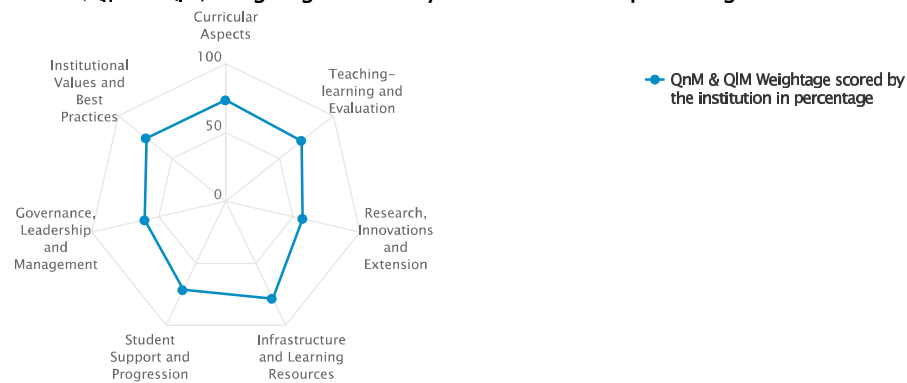 Curricular
Aspects
100
50
0
Teaching-
learning and
Evaluation
Research,
Innovations
and
Extension
Infrastructure
and Learning
Resources
Student
Support and
Progression
Governance,
Leadership
and
Management
Institutional
Values and
Best
Practices
QnM & QlM Weightage scored by
the institution in percentage